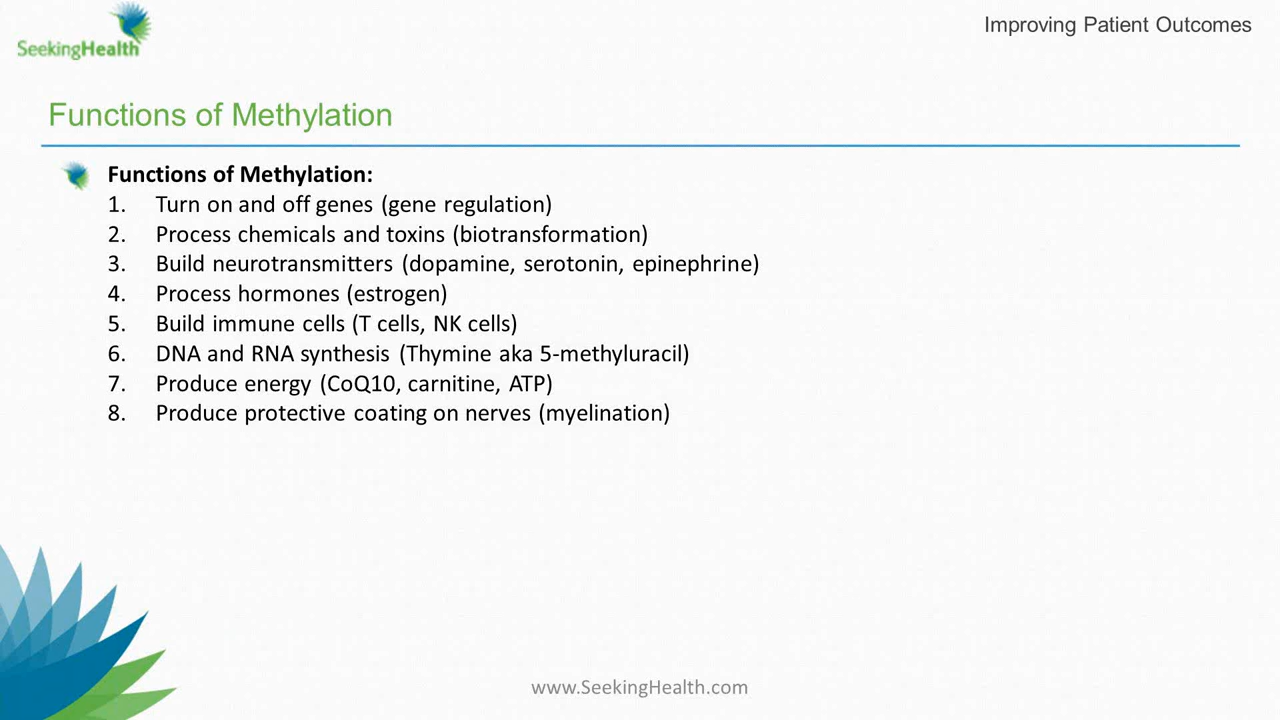 SeekingHealth
Improving Patient Outcomes
Functions of Methylation
Functions of Methylation:
1. Turn on and off genes (gene regulation)
2. Process chemicals and toxins (biotransformation)
3. Build neurotransmitters (dopamine, serotonin, epinephrine)
4. Process hormones (estrogen)
5. Build immune cells (T cells, NK cells)
6. DNA and RNA synthesis (Thymine aka 5-methyluracil)
7. Produce energy (CoQ10, carnitine, ATP)
8. Produce protective coating on nerves (myelination)
www.SeekingHealth.com